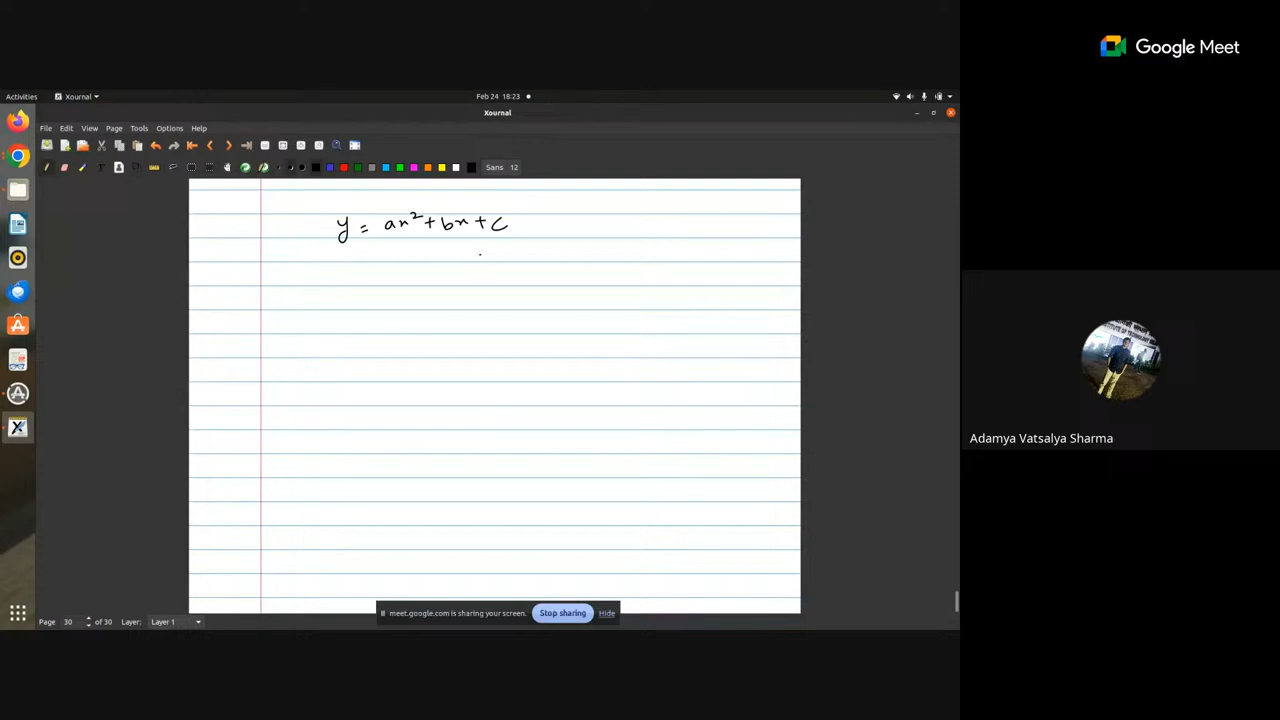 Google Meet
Activities Xournal Feb 24 18:23
Xournal
File Edit View Page Tools Options Help
Sans 12
y = ax² + bx + c
Adamya Vatsalya Sharma
meet.google.com is sharing your screen. Stop sharing Hide
Page 30 of 30 Layer: Layer 1